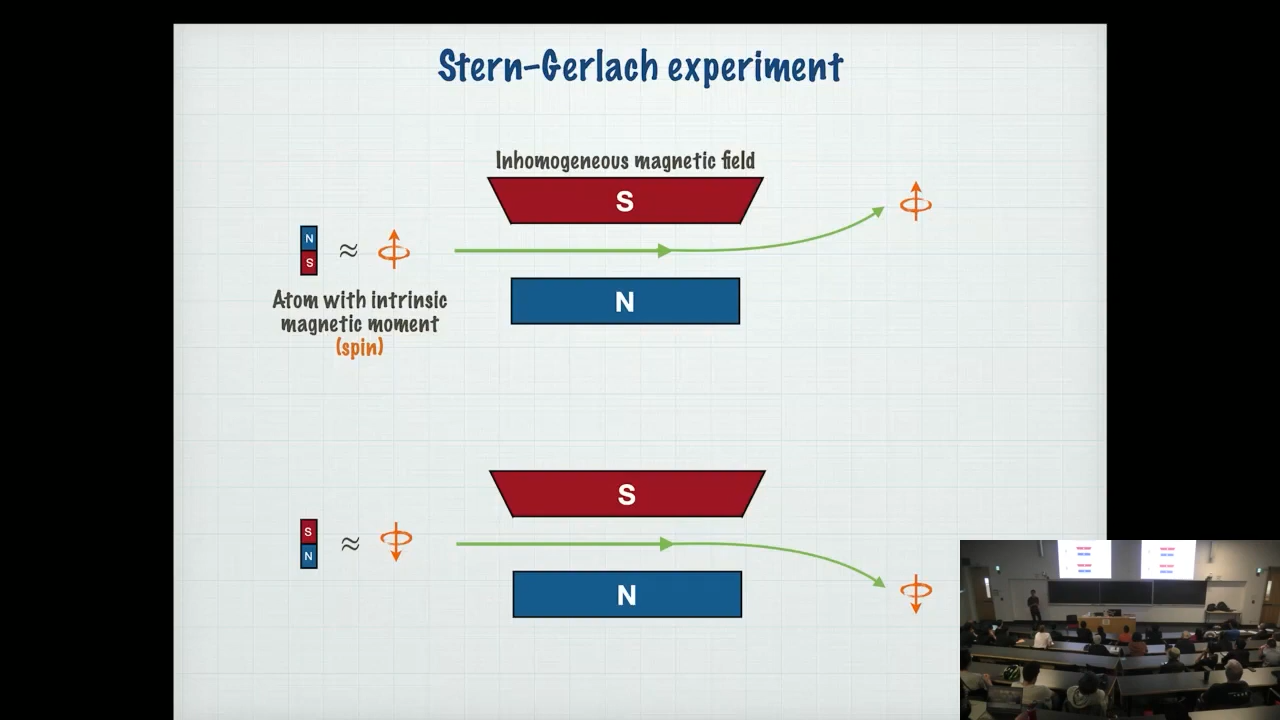 Stern-Gerlach experiment
Inhomogeneous magnetic field
S
N
S
≈
Atom with intrinsic
magnetic moment
(spin)
N
S
S
N
≈
N